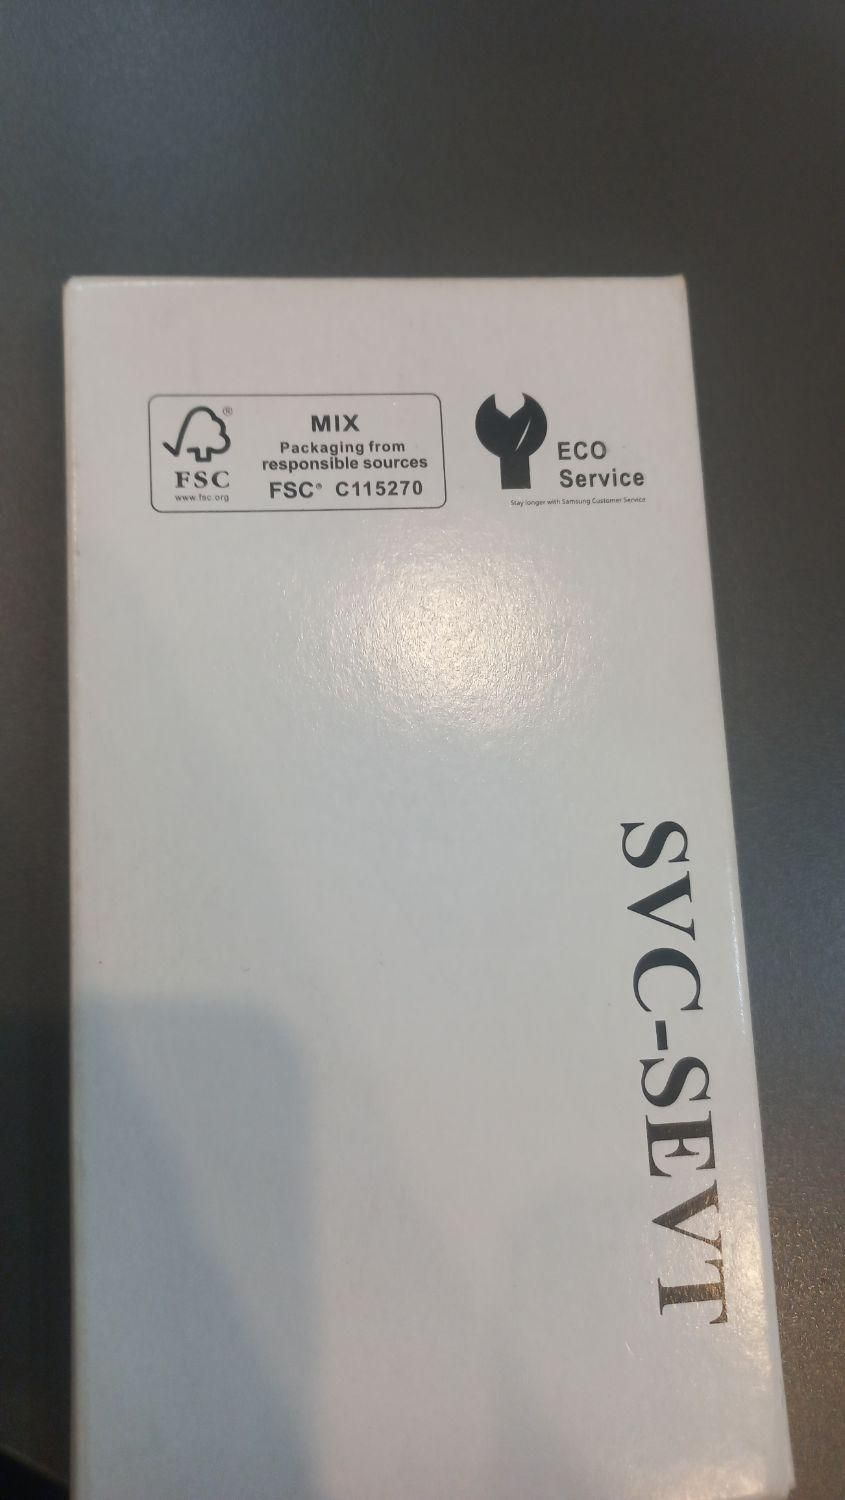 ®
FSC
www.fsc.org
MIX
Packaging from
responsible sources
FSC® C115270
ECO
Service
Stay longer with Samsung Customer Service
SVC-SEVT